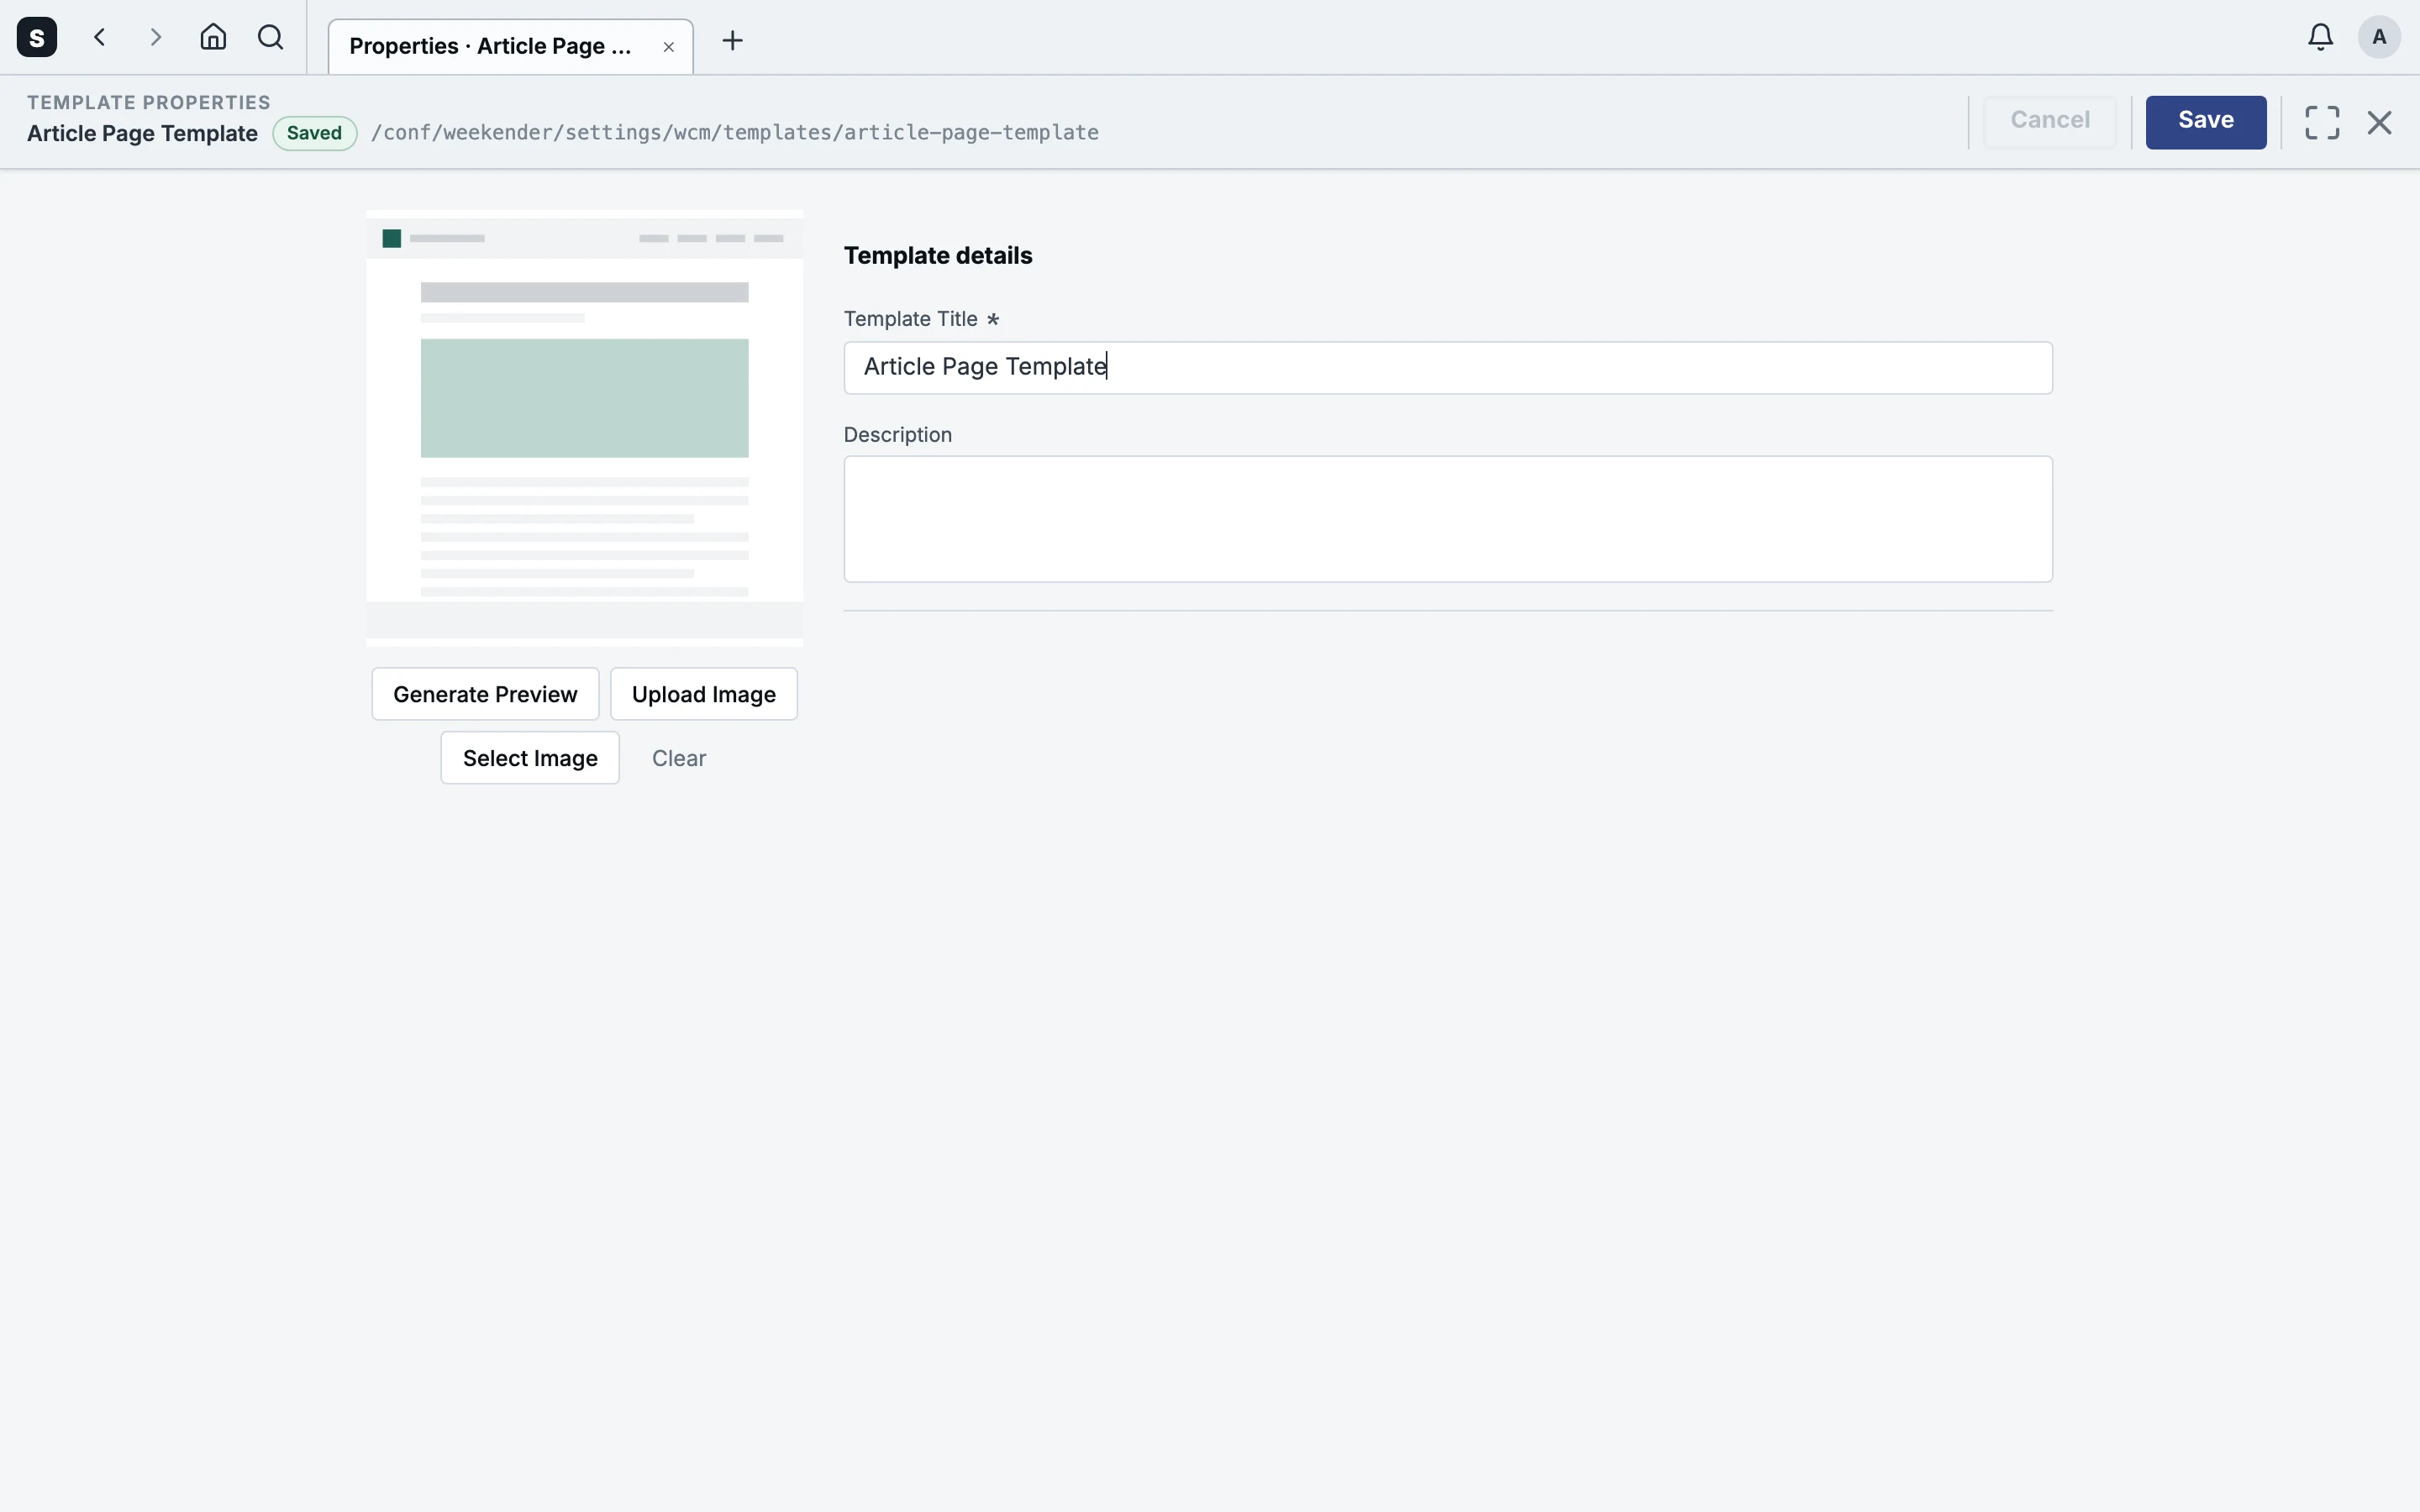 S
Properties · Article Page ...
A
TEMPLATE PROPERTIES
Article Page Template Saved /conf/weekender/settings/wcm/templates/article-page-template
Cancel
Save
Template details
Template Title *
Article Page Template
Description
Generate Preview
Upload Image
Select Image
Clear